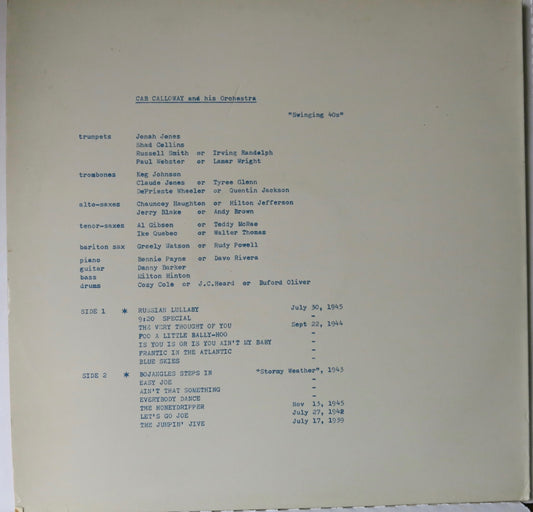 CAB CALLOWAY and his Orchestra
"Swinging 40s"
trumpets Jonah Jones
Shad Collins
Russell Smith or Irving Randolph
Paul Webster or Lamar Wright
trombones Keg Johnson
Claude Jones or Tyree Glenn
DePrieste Wheeler or Quentin Jackson
alto-saxes Chauncey Haughton or Hilton Jefferson
Jerry Blake or Andy Brown
tenor-saxes Al Gibson or Teddy McRae
Ike Quebec or Walter Thomas
bariton sax Greely Watson or Rudy Powell
piano Bennie Payne or Dave Rivera
guitar Danny Barker
bass Milton Hinton
drums Cozy Cole or J.C.Heard or Buford Oliver
SIDE 1 * RUSSIAN LULLABY July 30, 1945
9:20 SPECIAL -
THE VERY THOUGHT OF YOU Sept 22, 1944
FOO A LITTLE BALLY-HOO -
IS YOU IS OR IS YOU AIN'T MY BABY -
FRANTIC IN THE ATLANTIC -
BLUE SKIES -
SIDE 2 * BOJANGLES STEPS IN "Stormy Weather", 1943
EASY JOE -
AIN'T THAT SOMETHING -
EVERYBODY DANCE -
THE HONEYDRIPPER Nov 13, 1945
LET'S GO JOE July 27, 1942
THE JUMPIN' JIVE July 17, 1939